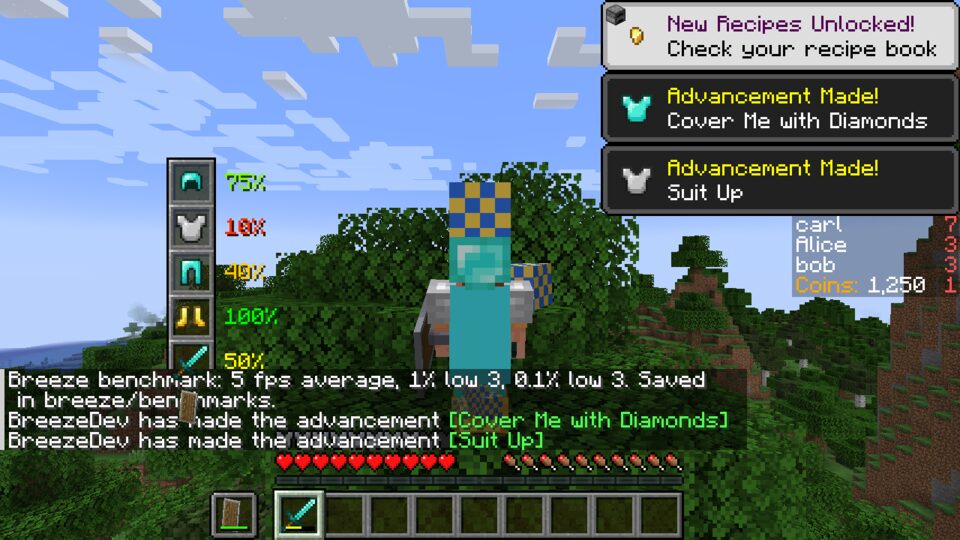 New Recipes Unlocked!
Check your recipe book
Advancement Made!
Cover Me with Diamonds
Advancement Made!
Suit Up
75%
10%
40%
100%
50%
carl 7
Alice 3
bob 3
Coins: 1,250 1
Breeze benchmark: 5 fps average, 1% low 3, 0.1% low 3. Saved
in breeze/benchmarks.
BreezeDev has made the advancement [Cover Me with Diamonds]
BreezeDev has made the advancement [Suit Up]